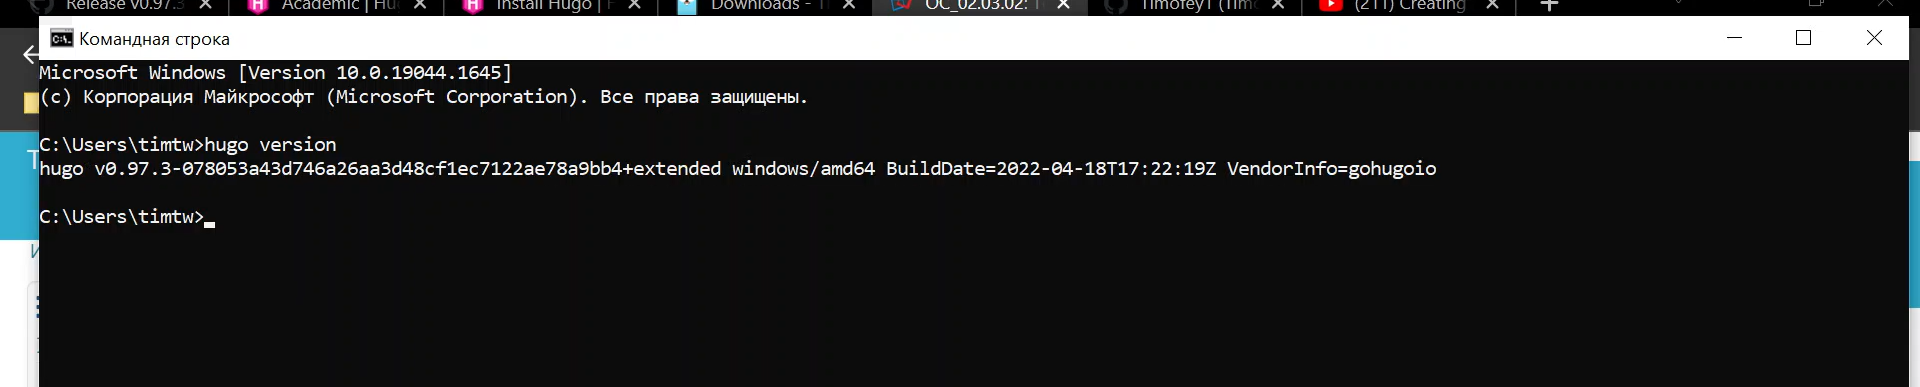 Release v0.97.3
Academic | Hu
Install Hugo |
Downloads -
ОС_02.03.02:
Timofey1 (Tim
(211) Creating
Командная строка
Microsoft Windows [Version 10.0.19044.1645]
(c) Корпорация Майкрософт (Microsoft Corporation). Все права защищены.
C:\Users\timtw>hugo version
hugo v0.97.3-078053a43d746a26aa3d48cf1ec7122ae78a9bb4+extended windows/amd64 BuildDate=2022-04-18T17:22:19Z VendorInfo=gohugoio
C:\Users\timtw>